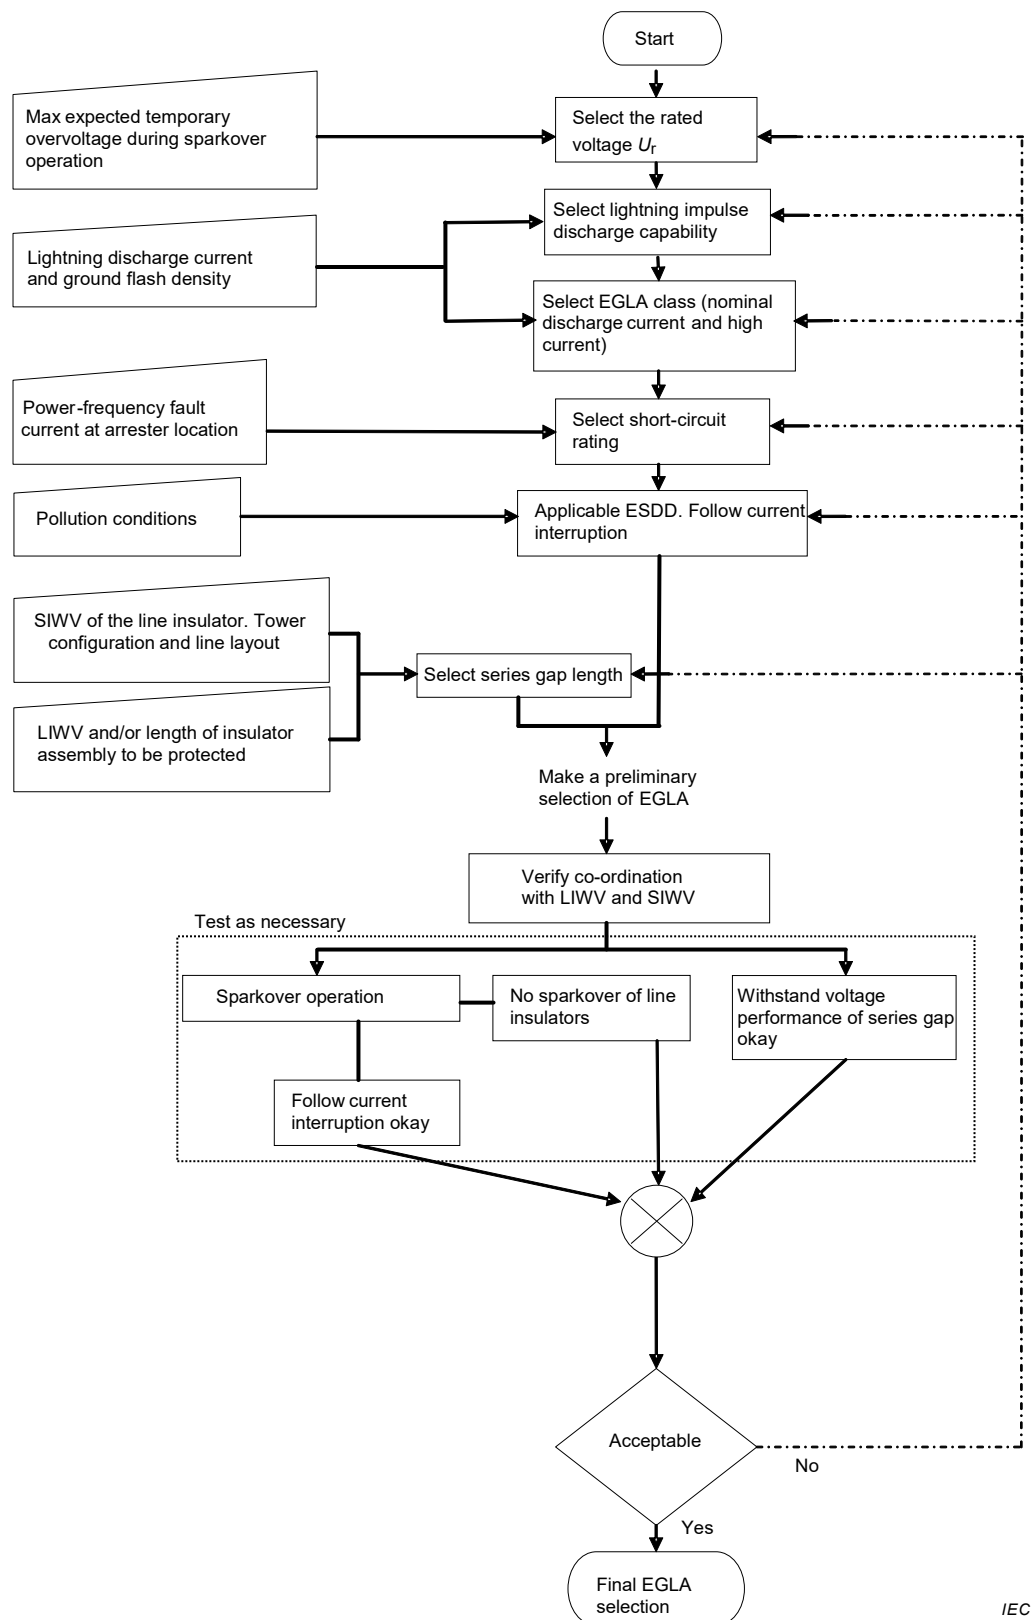 Start
Max expected temporary
overvoltage during sparkover
operation
Select the rated
voltage Ur
Select lightning impulse
discharge capability
Lightning discharge current
and ground flash density
Select EGLA class (nominal
discharge current and high
current)
Power-frequency fault
current at arrester location
Select short-circuit
rating
Pollution conditions
Applicable ESDD. Follow current
interruption
SIWV of the line insulator. Tower
configuration and line layout
Select series gap length
LIWV and/or length of insulator
assembly to be protected
Make a preliminary
selection of EGLA
Verify co-ordination
with LIWV and SIWV
Test as necessary
Sparkover operation
No sparkover of line
insulators
Withstand voltage
performance of series gap
okay
Follow current
interruption okay
Acceptable
No
Yes
Final EGLA
selection
IEC